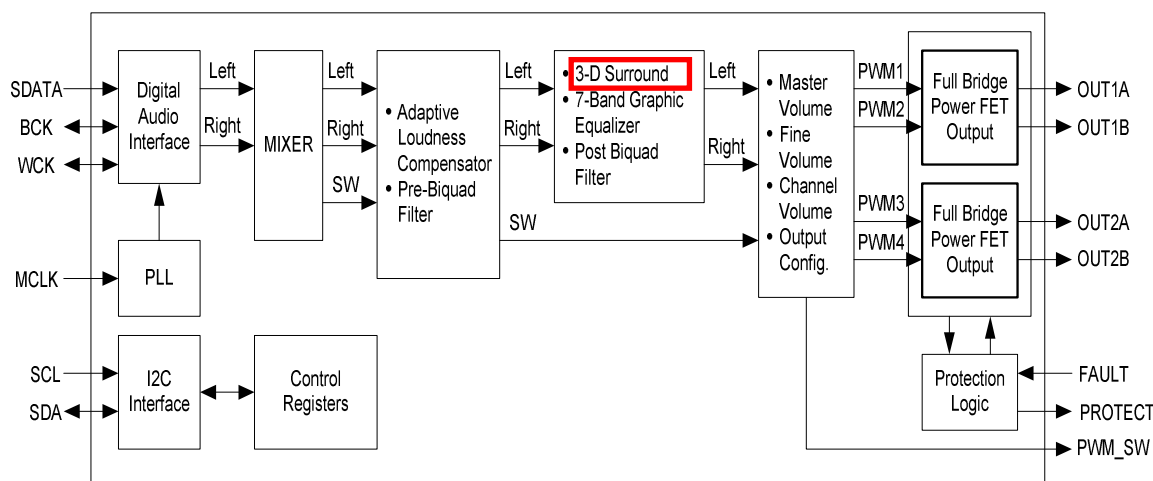 SDATA
BCK
WCK
MCLK
SCL
SDA
Digital
Audio
Interface
PLL
I2C
Interface
Control
Registers
Left
Right
MIXER
Left
Right
SW
• Adaptive
Loudness
Compensator
• Pre-Biquad
Filter
Left
Right
SW
• 3-D Surround
• 7-Band Graphic
Equalizer
• Post Biquad
Filter
Left
Right
• Master
Volume
• Fine
Volume
• Channel
Volume
• Output
Config.
PWM1
PWM2
PWM3
PWM4
Full Bridge
Power FET
Output
Full Bridge
Power FET
Output
Protection
Logic
OUT1A
OUT1B
OUT2A
OUT2B
FAULT
PROTECT
PWM_SW